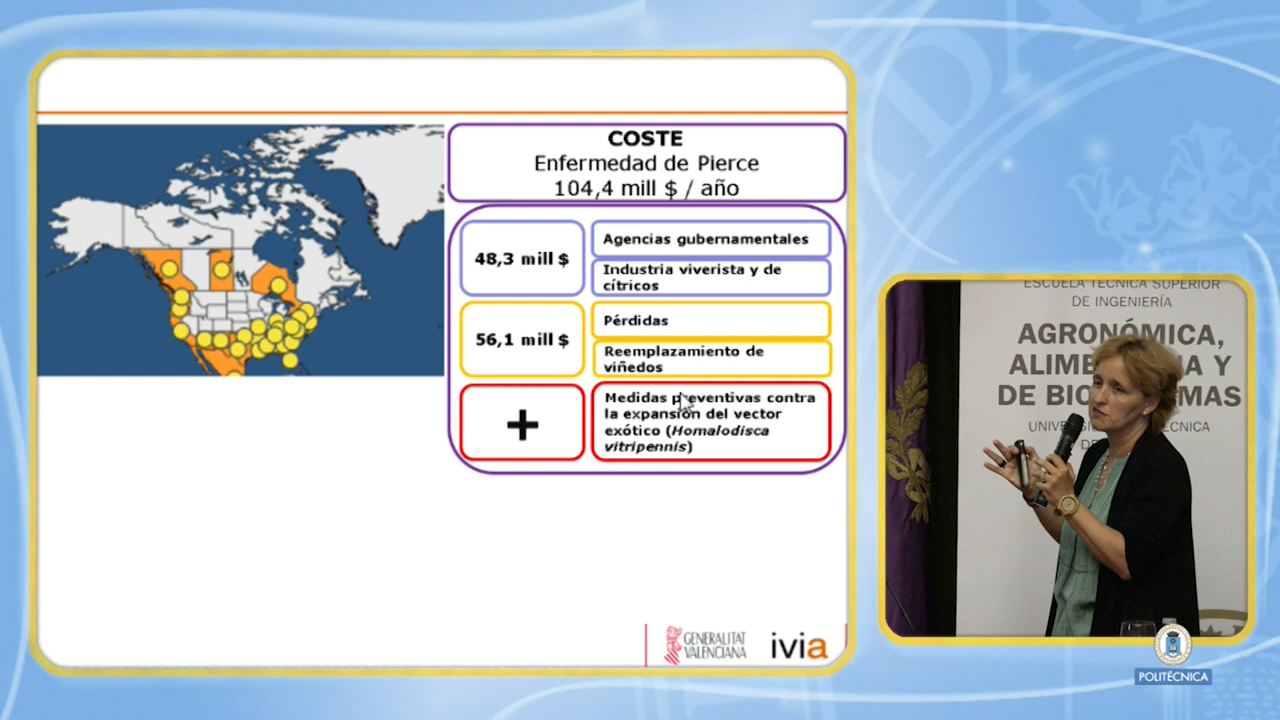 COSTE
Enfermedad de Pierce
104,4 mill $ / año
48,3 mill $
Agencias gubernamentales
Industria viverista y de
cítricos
56,1 mill $
Pérdidas
Reemplazamiento de
viñedos
+
Medidas preventivas contra
la expansión del vector
exótico (Homalodisca
vitripennis)
GENERALITAT
VALENCIANA
ivia
ESCUELA TÉCNICA SUPERIOR
DE INGENIERÍA
AGRONÓMICA,
Y
DE
UNIVERSI
POLITÉCNICA